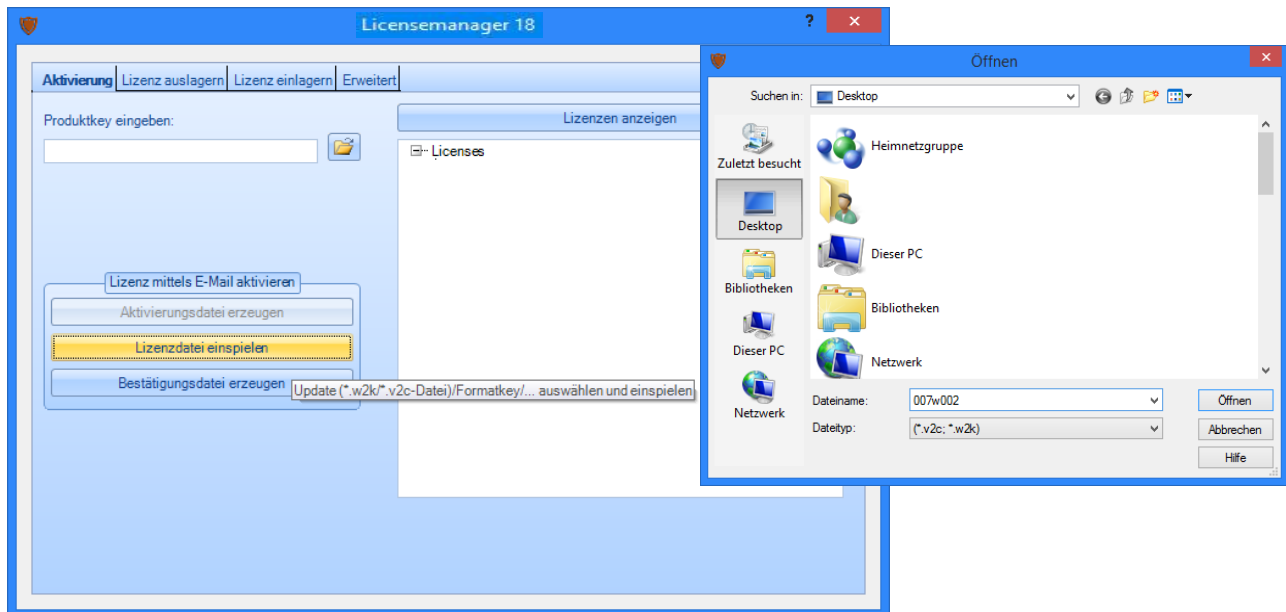 Licensemanager 18
?
Aktivierung Lizenz auslagern Lizenz einlagern Erweitert
Produktkey eingeben:
Lizenzen anzeigen
Licenses
Lizenz mittels E-Mail aktivieren
Aktivierungsdatei erzeugen
Lizenzdatei einspielen
Bestätigungsdatei erzeugen
Update (*.w2k/*.v2c-Datei)/Formatkey/... auswählen und einspielen
Öffnen
Suchen in: Desktop
Zuletzt besucht
Desktop
Bibliotheken
Dieser PC
Netzwerk
Heimnetzgruppe
Dieser PC
Bibliotheken
Netzwerk
Dateiname: 007w002 Öffnen
Dateityp: (*.v2c; *.w2k) Abbrechen
Hilfe